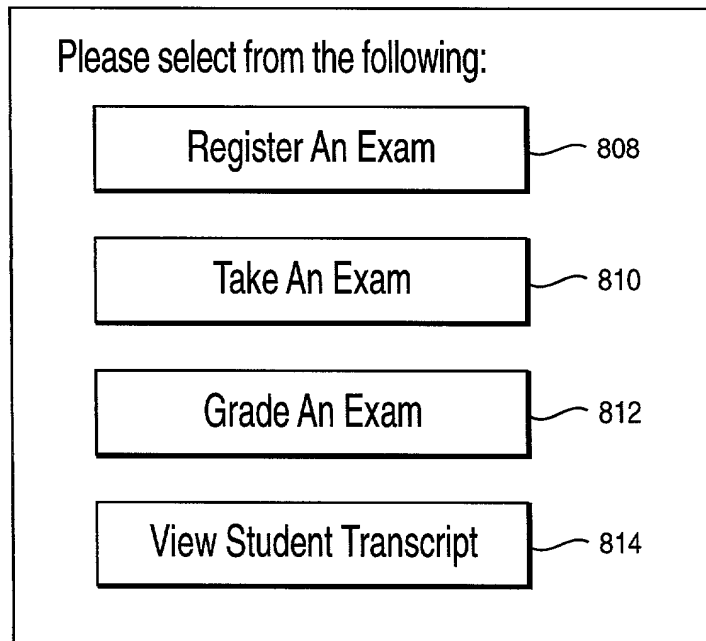 Please select from the following:
Register An Exam 808
Take An Exam 810
Grade An Exam 812
View Student Transcript 814